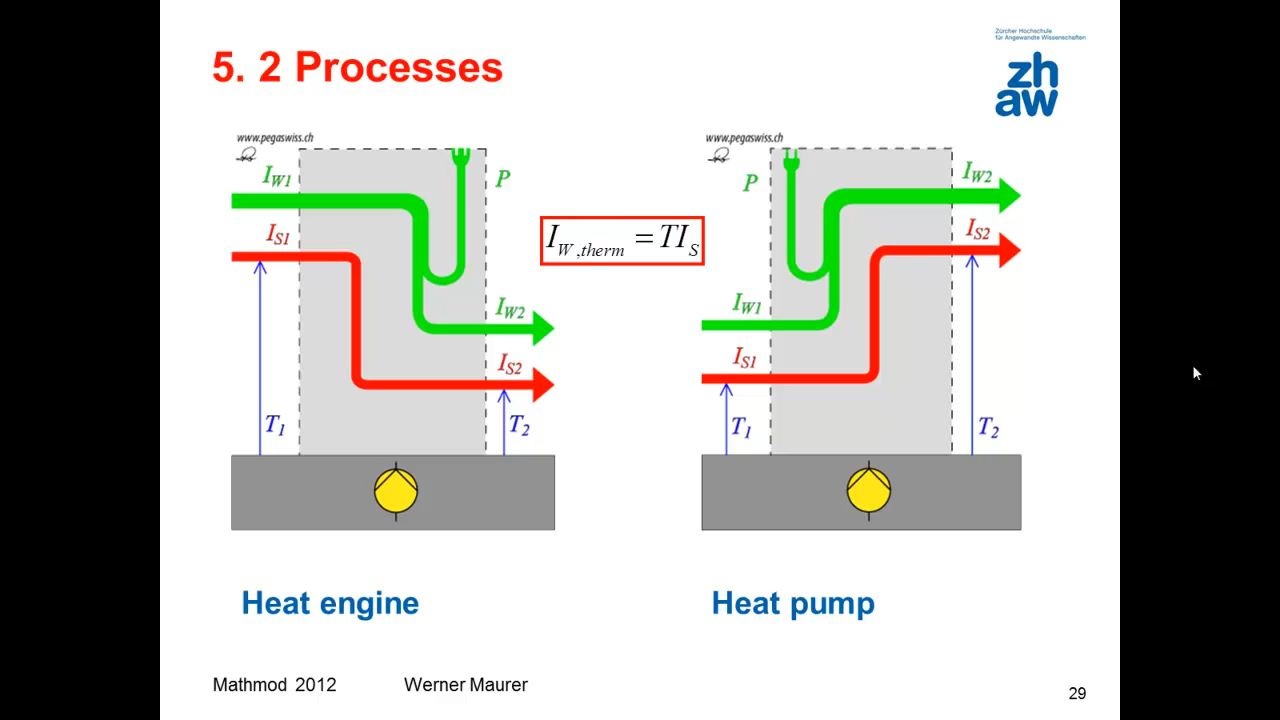 5. 2 Processes
Zürcher Hochschule
für Angewandte Wissenschaften
zh
aw
www.pegaswiss.ch
I_W1
P
I_S1
I_W2
I_S2
T_1
T_2
I_W,therm = TI_S
www.pegaswiss.ch
P
I_W2
I_S2
I_W1
I_S1
T_1
T_2
Heat engine
Heat pump
Mathmod 2012 Werner Maurer
29